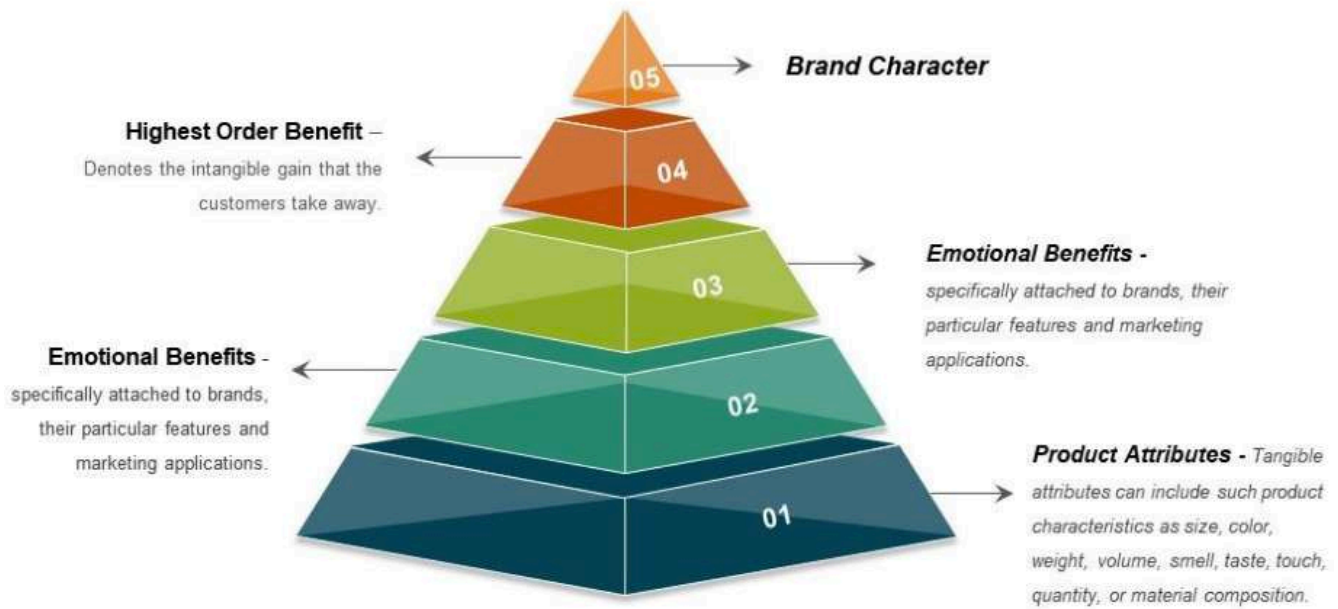 05
Brand Character
Highest Order Benefit –
Denotes the intangible gain that the
customers take away.
04
03
Emotional Benefits -
specifically attached to brands, their
particular features and marketing
applications.
Emotional Benefits -
specifically attached to brands,
their particular features and
marketing applications.
02
01
Product Attributes - Tangible
attributes can include such product
characteristics as size, color,
weight, volume, smell, taste, touch,
quantity, or material composition.